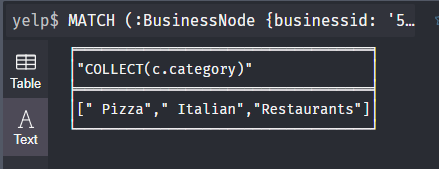 yelp$ MATCH (:BusinessNode {businessid: '5…
Table
"COLLECT(c.category)"
[" Pizza"," Italian","Restaurants"]
Text